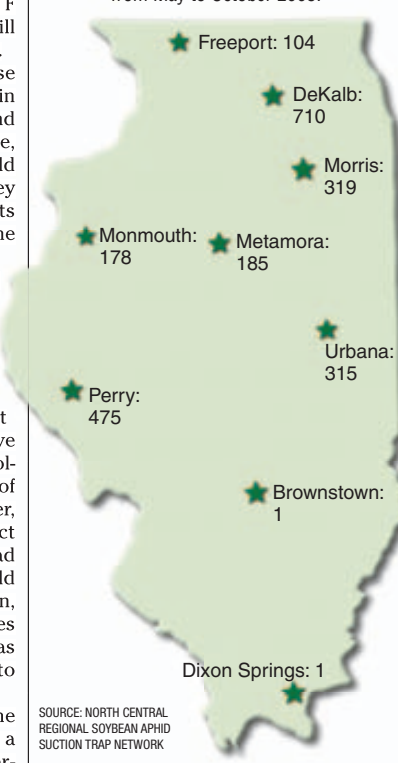 from May to October
Freeport: 104
DeKalb:
710
Morris:
319
Monmouth:
178
Metamora:
185
Urbana:
315
Perry:
475
Brownstown:
1
Dixon Springs: 1
SOURCE: NORTH CENTRAL
REGIONAL SOYBEAN APHID
SUCTION TRAP NETWORK